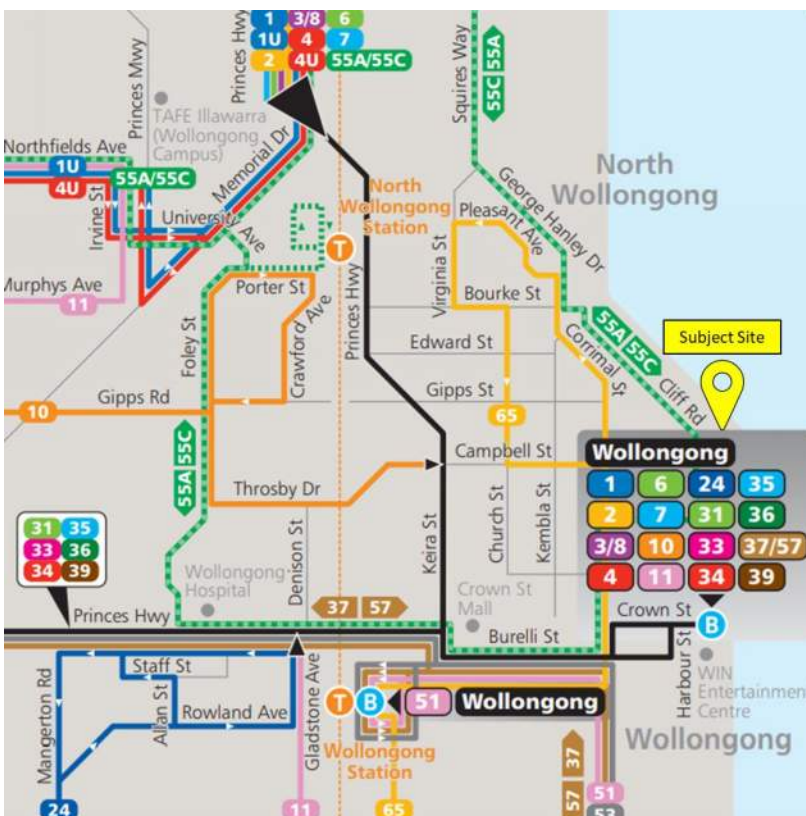 1 3/8 6
1U 4 7
2 4U 55A/55C
Princes Mwy
Princes Hwy
Squires Way
55C 55A
TAFE Illawarra
(Wollongong
Campus)
Memorial Dr
Northfields Ave
1U
4U
55A/55C
Irvine St
University
Ave
North
Wollongong
Station
T
North
Wollongong
George Hanley Dr
Pleasant Ave
Virginia St
Murphys Ave
11
Porter St
Crawford Ave
Foley St
Princes Hwy
Bourke St
Edward St
Corrimal St
55A/55C
Cliff Rd
Subject Site
Gipps Rd
10
Gipps St
65
55A 55C
Throsby Dr
Campbell St
Church St
Kembla St
Keira St
Denison St
Wollongong
1 6 24 35
2 7 31 36
3/8 10 33 37/57
4 11 34 39
31 35
33 36
34 39
Wollongong
Hospital
Crown St
Mall
Princes Hwy
37 57
Burelli St
Crown St
B
Harbour St
WIN
Entertainmen
Centre
Wollongong
Staff St
Allan St
Rowland Ave
Mangerton Rd
Gladstone Ave
T B 51 Wollongong
Wollongong
Station
57 37
24
11
65
51
53